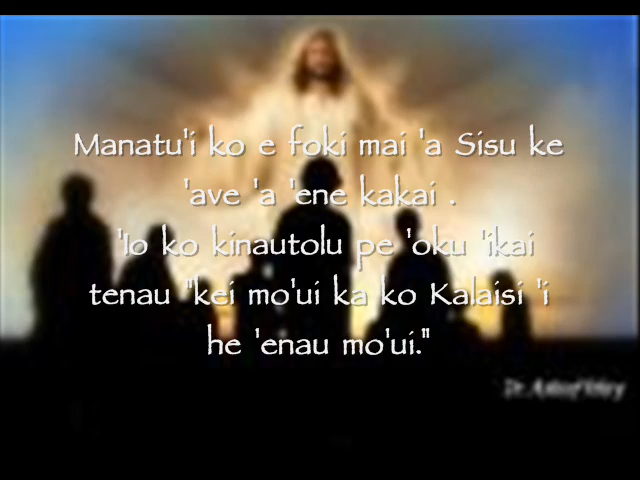 Manatu'i ko e foki mai 'a Sisu ke
'ave 'a 'ene kakai .
'Io ko kinautolu pe 'oku 'ikai
tenau "kei mo'ui ka ko Kalaisi 'i
he 'enau mo'ui."
Dr.